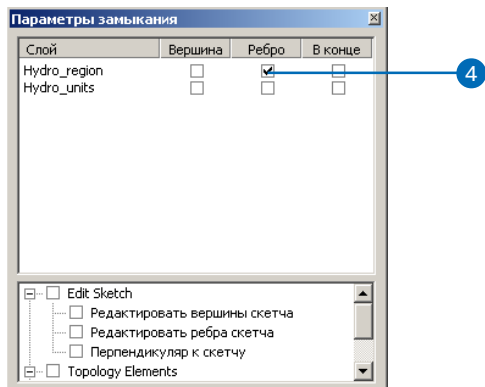 Параметры замыкания
Слой Вершина Ребро В конце
Hydro_region
4
Hydro_units
Edit Sketch
Редактировать вершины скетча
Редактировать ребра скетча
Перпендикуляр к скетчу
Topology Elements